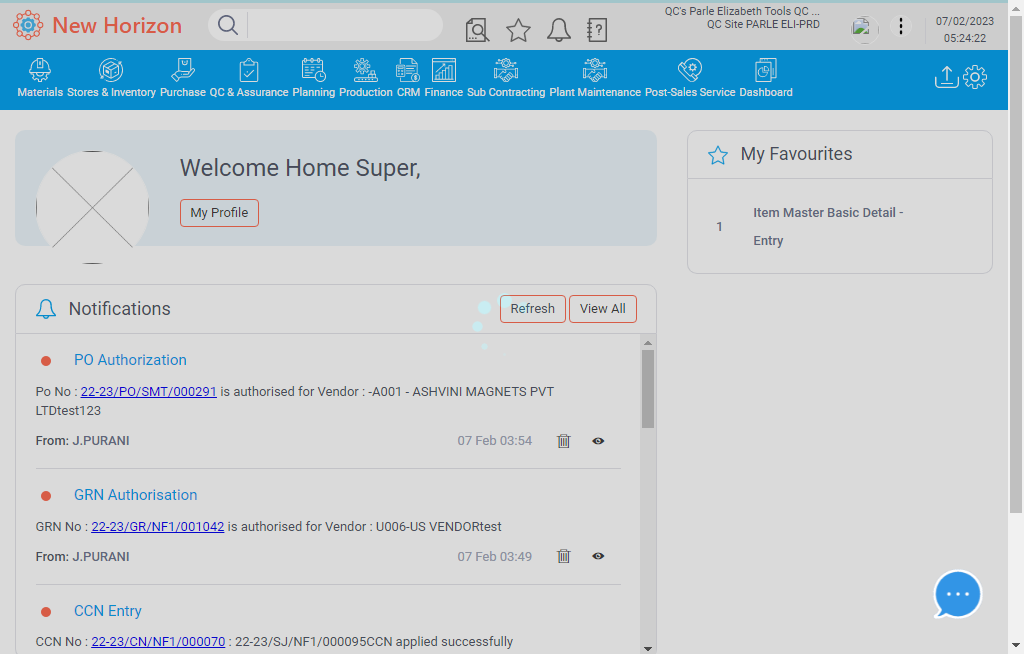 New Horizon
QC's Parle Elizabeth Tools QC ...
QC Site PARLE ELI-PRD
07/02/2023
05:24:22
Materials Stores & Inventory Purchase QC & Assurance Planning Production CRM Finance Sub Contracting Plant Maintenance Post-Sales Service Dashboard
Welcome Home Super,
My Profile
My Favourites
1 Item Master Basic Detail -
Entry
Notifications
Refresh View All
PO Authorization
Po No : 22-23/PO/SMT/000291 is authorised for Vendor : -A001 - ASHVINI MAGNETS PVT
LTDtest123
From: J.PURANI 07 Feb 03:54
GRN Authorisation
GRN No : 22-23/GR/NF1/001042 is authorised for Vendor : U006-US VENDORtest
From: J.PURANI 07 Feb 03:49
CCN Entry
CCN No : 22-23/CN/NF1/000070 : 22-23/SJ/NF1/000095CCN applied successfully